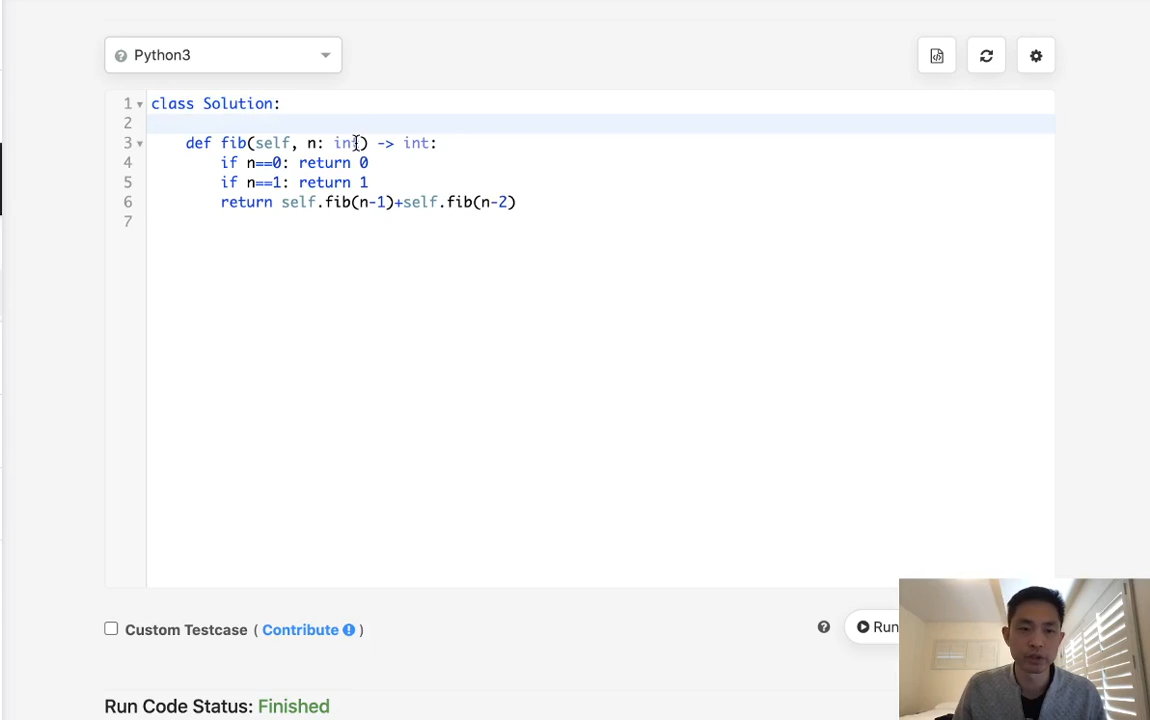 Python3
1 class Solution:
2
3 def fib(self, n: int) -> int:
4 if n==0: return 0
5 if n==1: return 1
6 return self.fib(n-1)+self.fib(n-2)
7
Custom Testcase ( Contribute )
Run
Run Code Status: Finished